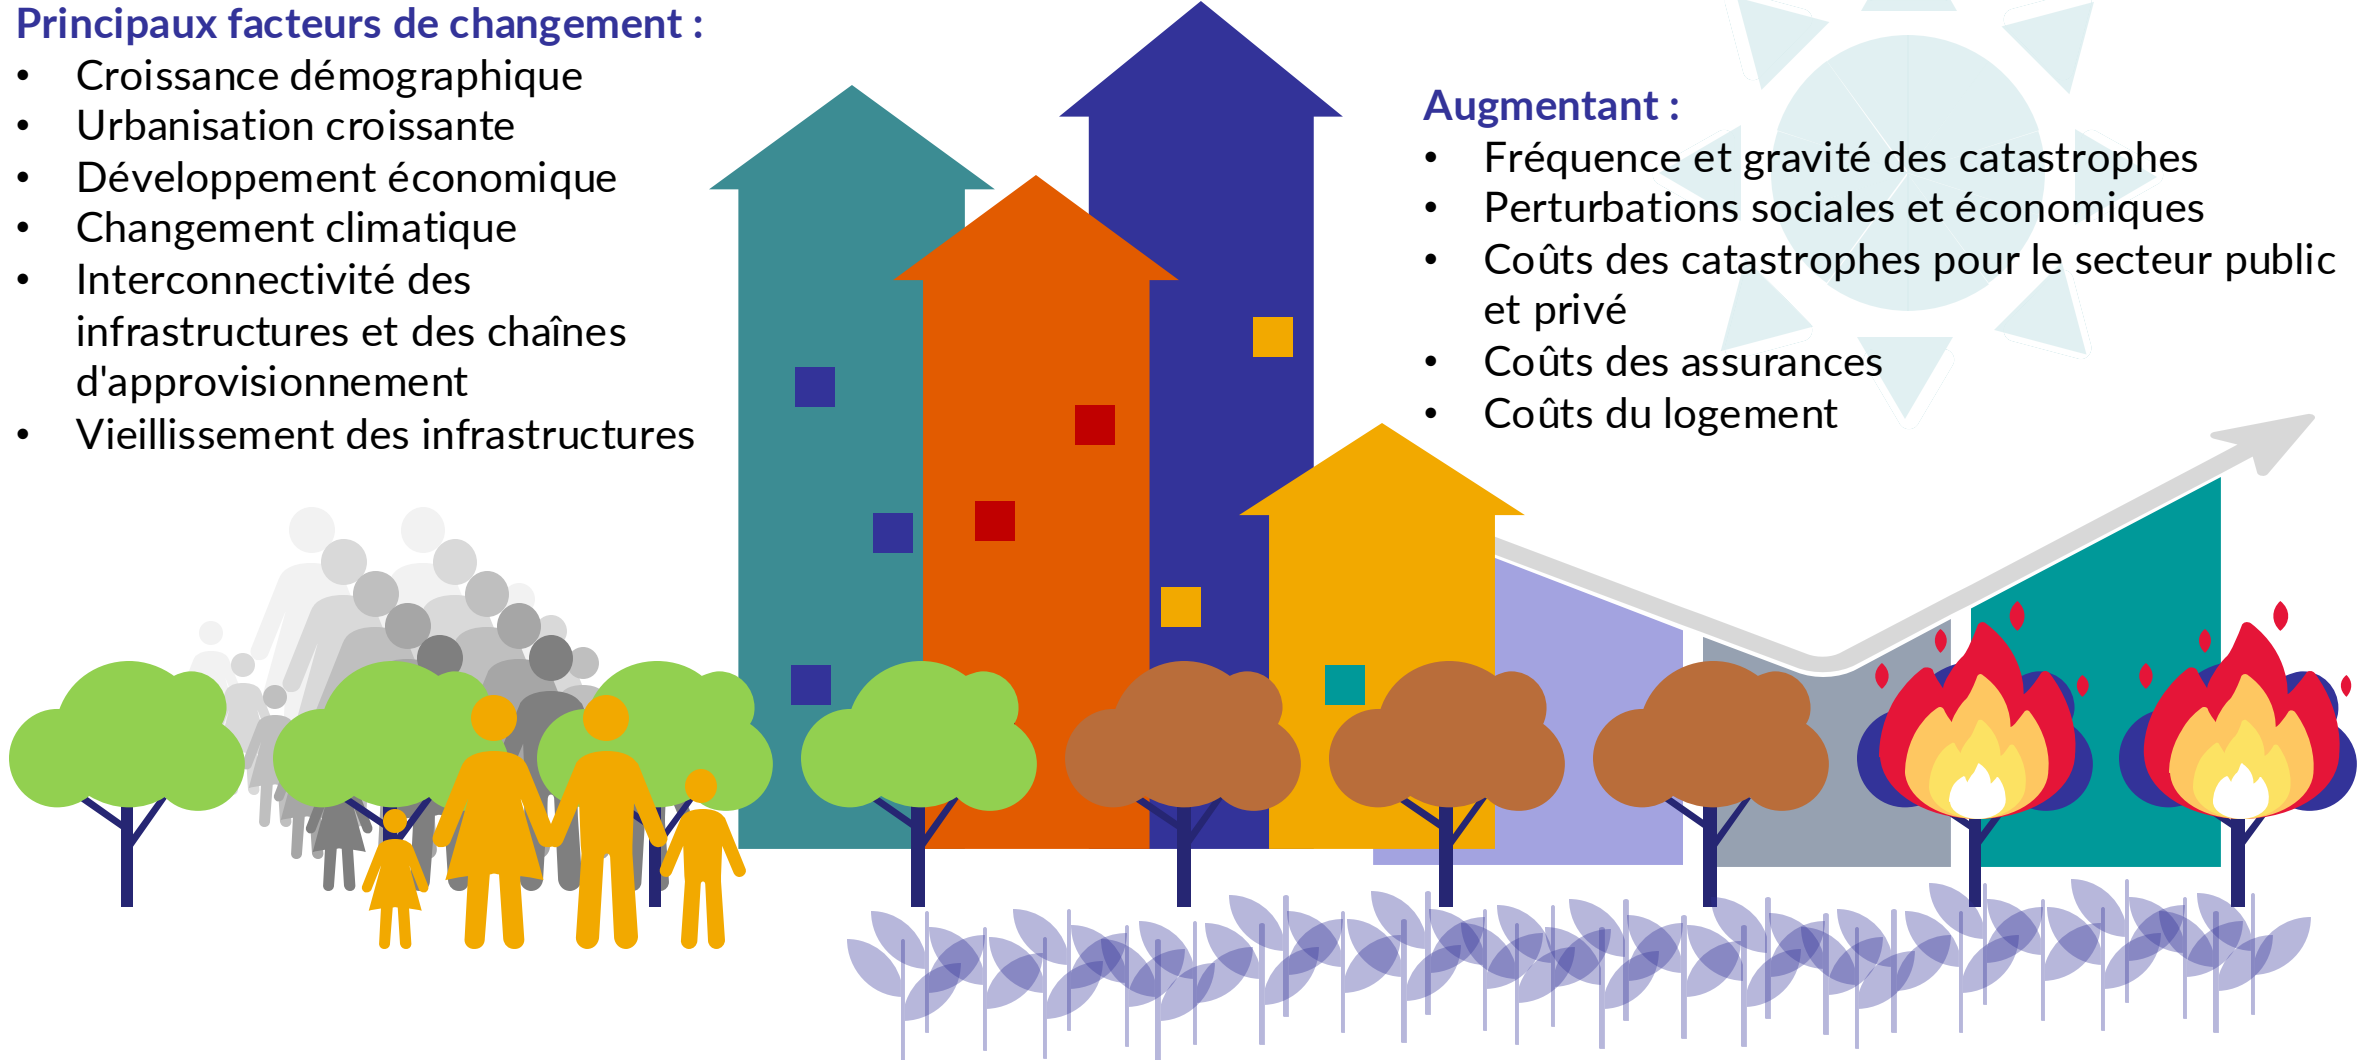 Principaux facteurs de changement :
• Croissance démographique
• Urbanisation croissante
• Développement économique
• Changement climatique
• Interconnectivité des
infrastructures et des chaînes
d'approvisionnement
• Vieillissement des infrastructures
Augmentant :
• Fréquence et gravité des catastrophes
• Perturbations sociales et économiques
• Coûts des catastrophes pour le secteur public
et privé
• Coûts des assurances
• Coûts du logement